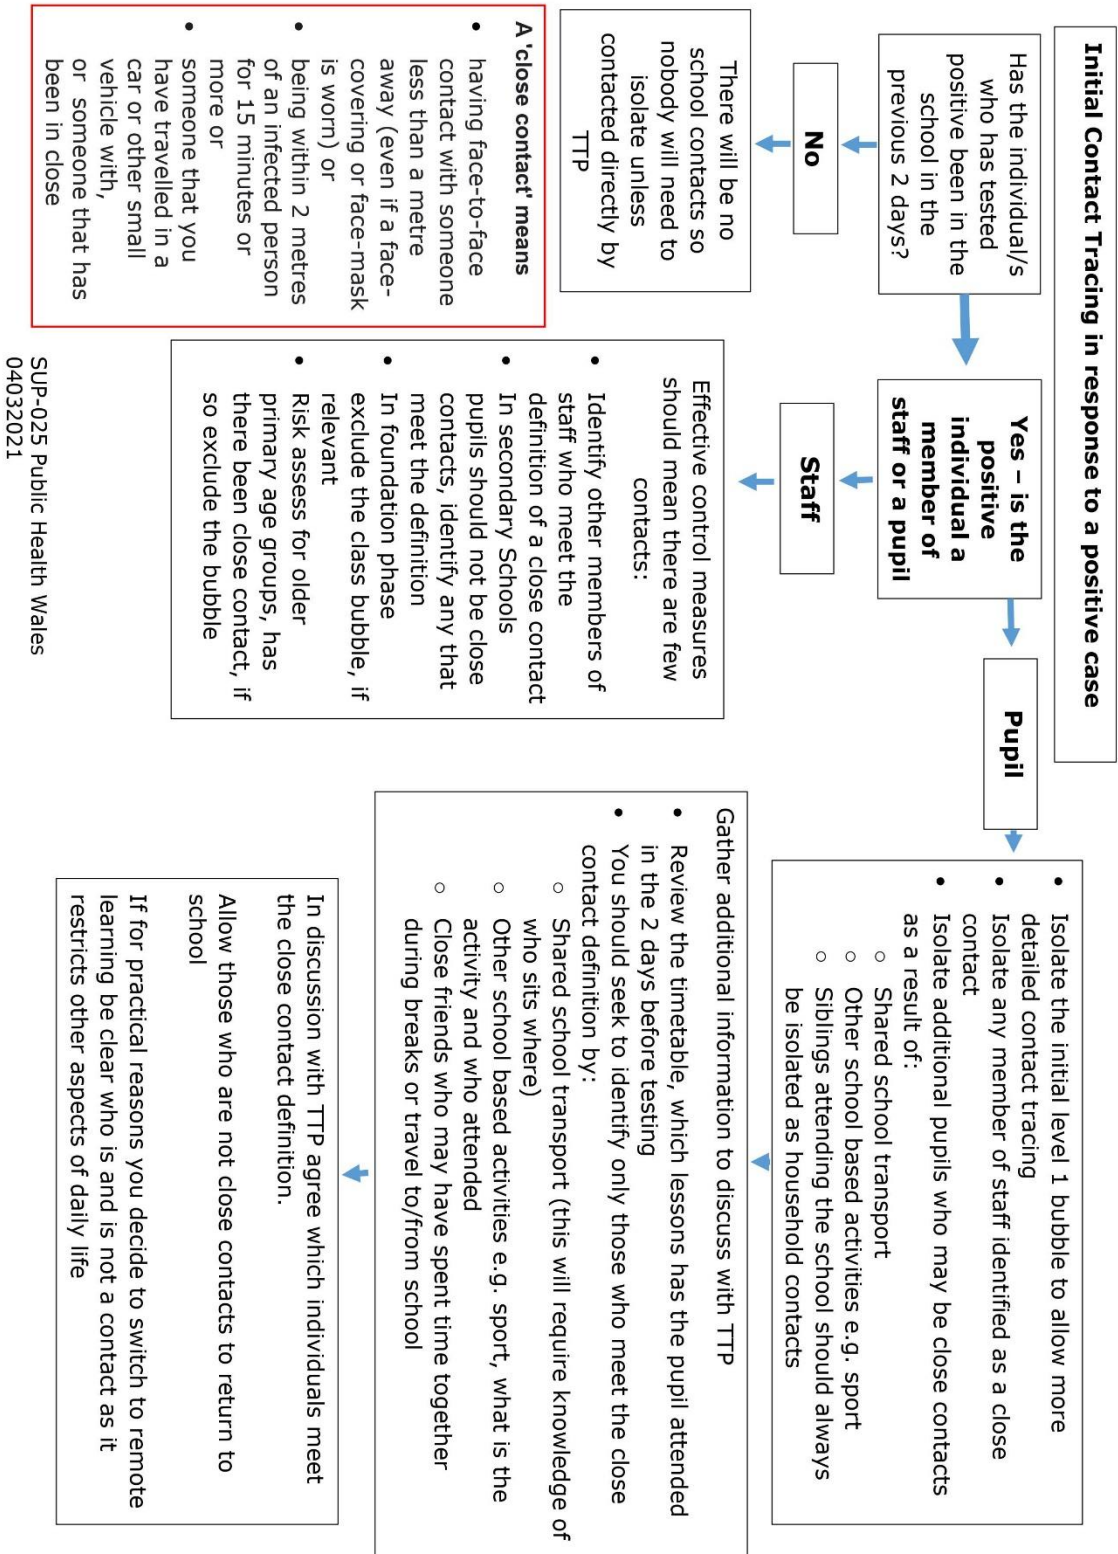 Initial Contact Tracing in response to a positive case
Has the individual/s
who has tested
positive been in the
school in the
previous 2 days?
No
There will be no
school contacts so
nobody will need to
isolate unless
contacted directly by
TTP
A 'close contact' means
• having face-to-face
contact with someone
less than a metre
away (even if a face-
covering or face-mask
is worn) or
• being within 2 metres
of an infected person
for 15 minutes or
more or
• someone that you
have travelled in a
car or other small
vehicle with,
or someone that has
been in close
Yes – is the
positive
individual a
member of
staff or a pupil
Staff
Effective control measures
should mean there are few
contacts:
• Identify other members of
staff who meet the
definition of a close contact
• In secondary Schools
pupils should not be close
contacts, identify any that
meet the definition
• In foundation phase
exclude the class bubble, if
relevant
• Risk assess for older
primary age groups, has
there been close contact, if
so exclude the bubble
Pupil
• Isolate the initial level 1 bubble to allow more
detailed contact tracing
• Isolate any member of staff identified as a close
contact
• Isolate additional pupils who may be close contacts
as a result of:
○ Shared school transport
○ Other school based activities e.g. sport
○ Siblings attending the school should always
be isolated as household contacts
Gather additional information to discuss with TTP
• Review the timetable, which lessons has the pupil attended
in the 2 days before testing
• You should seek to identify only those who meet the close
contact definition by:
○ Shared school transport (this will require knowledge of
who sits where)
○ Other school based activities e.g. sport, what is the
activity and who attended
○ Close friends who may have spent time together
during breaks or travel to/from school
In discussion with TTP agree which individuals meet
the close contact definition.
Allow those who are not close contacts to return to
school
If for practical reasons you decide to switch to remote
learning be clear who is and is not a contact as it
restricts other aspects of daily life
SUP-025 Public Health Wales
04032021